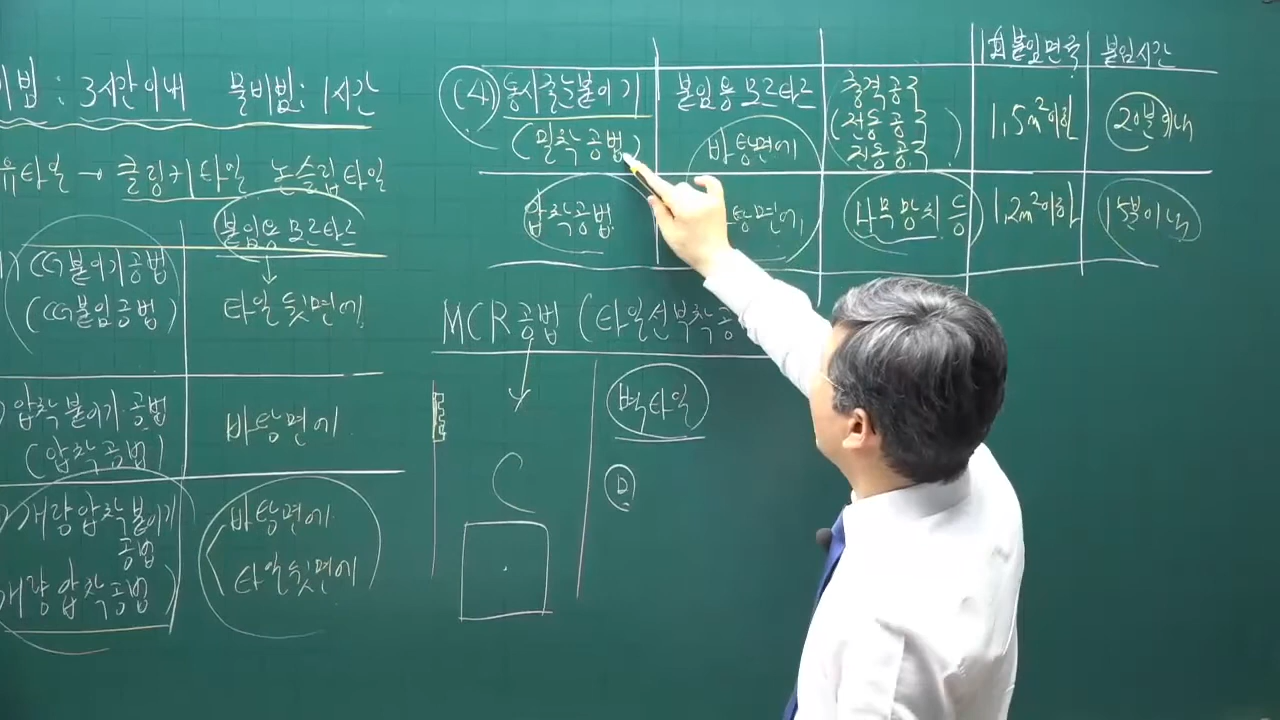 비법 : 3시간 이내 물비빔 : 1시간
타일 → 클링커타일 논슬립타일
붙임용 모르타르
CG붙이기공법
(CG붙임공법)
타일뒷면에
압착붙이기공법
(압착공법)
바탕면에
개량압착붙이기
공법
개량압착공법)
바탕면에
타일뒷면에
1회붙임면적 붙임시간
(4) 동시줄눈붙이기
(밀착공법)
붙임용 모르타르
바탕면에
충격공구
(전동공구)
진동공구
1.5m²이하
20분이내
압착공법
탕면에
나무망치 등
1.2m²이하
15분이내
MCR공법 (타일선부착공
벽타일
D